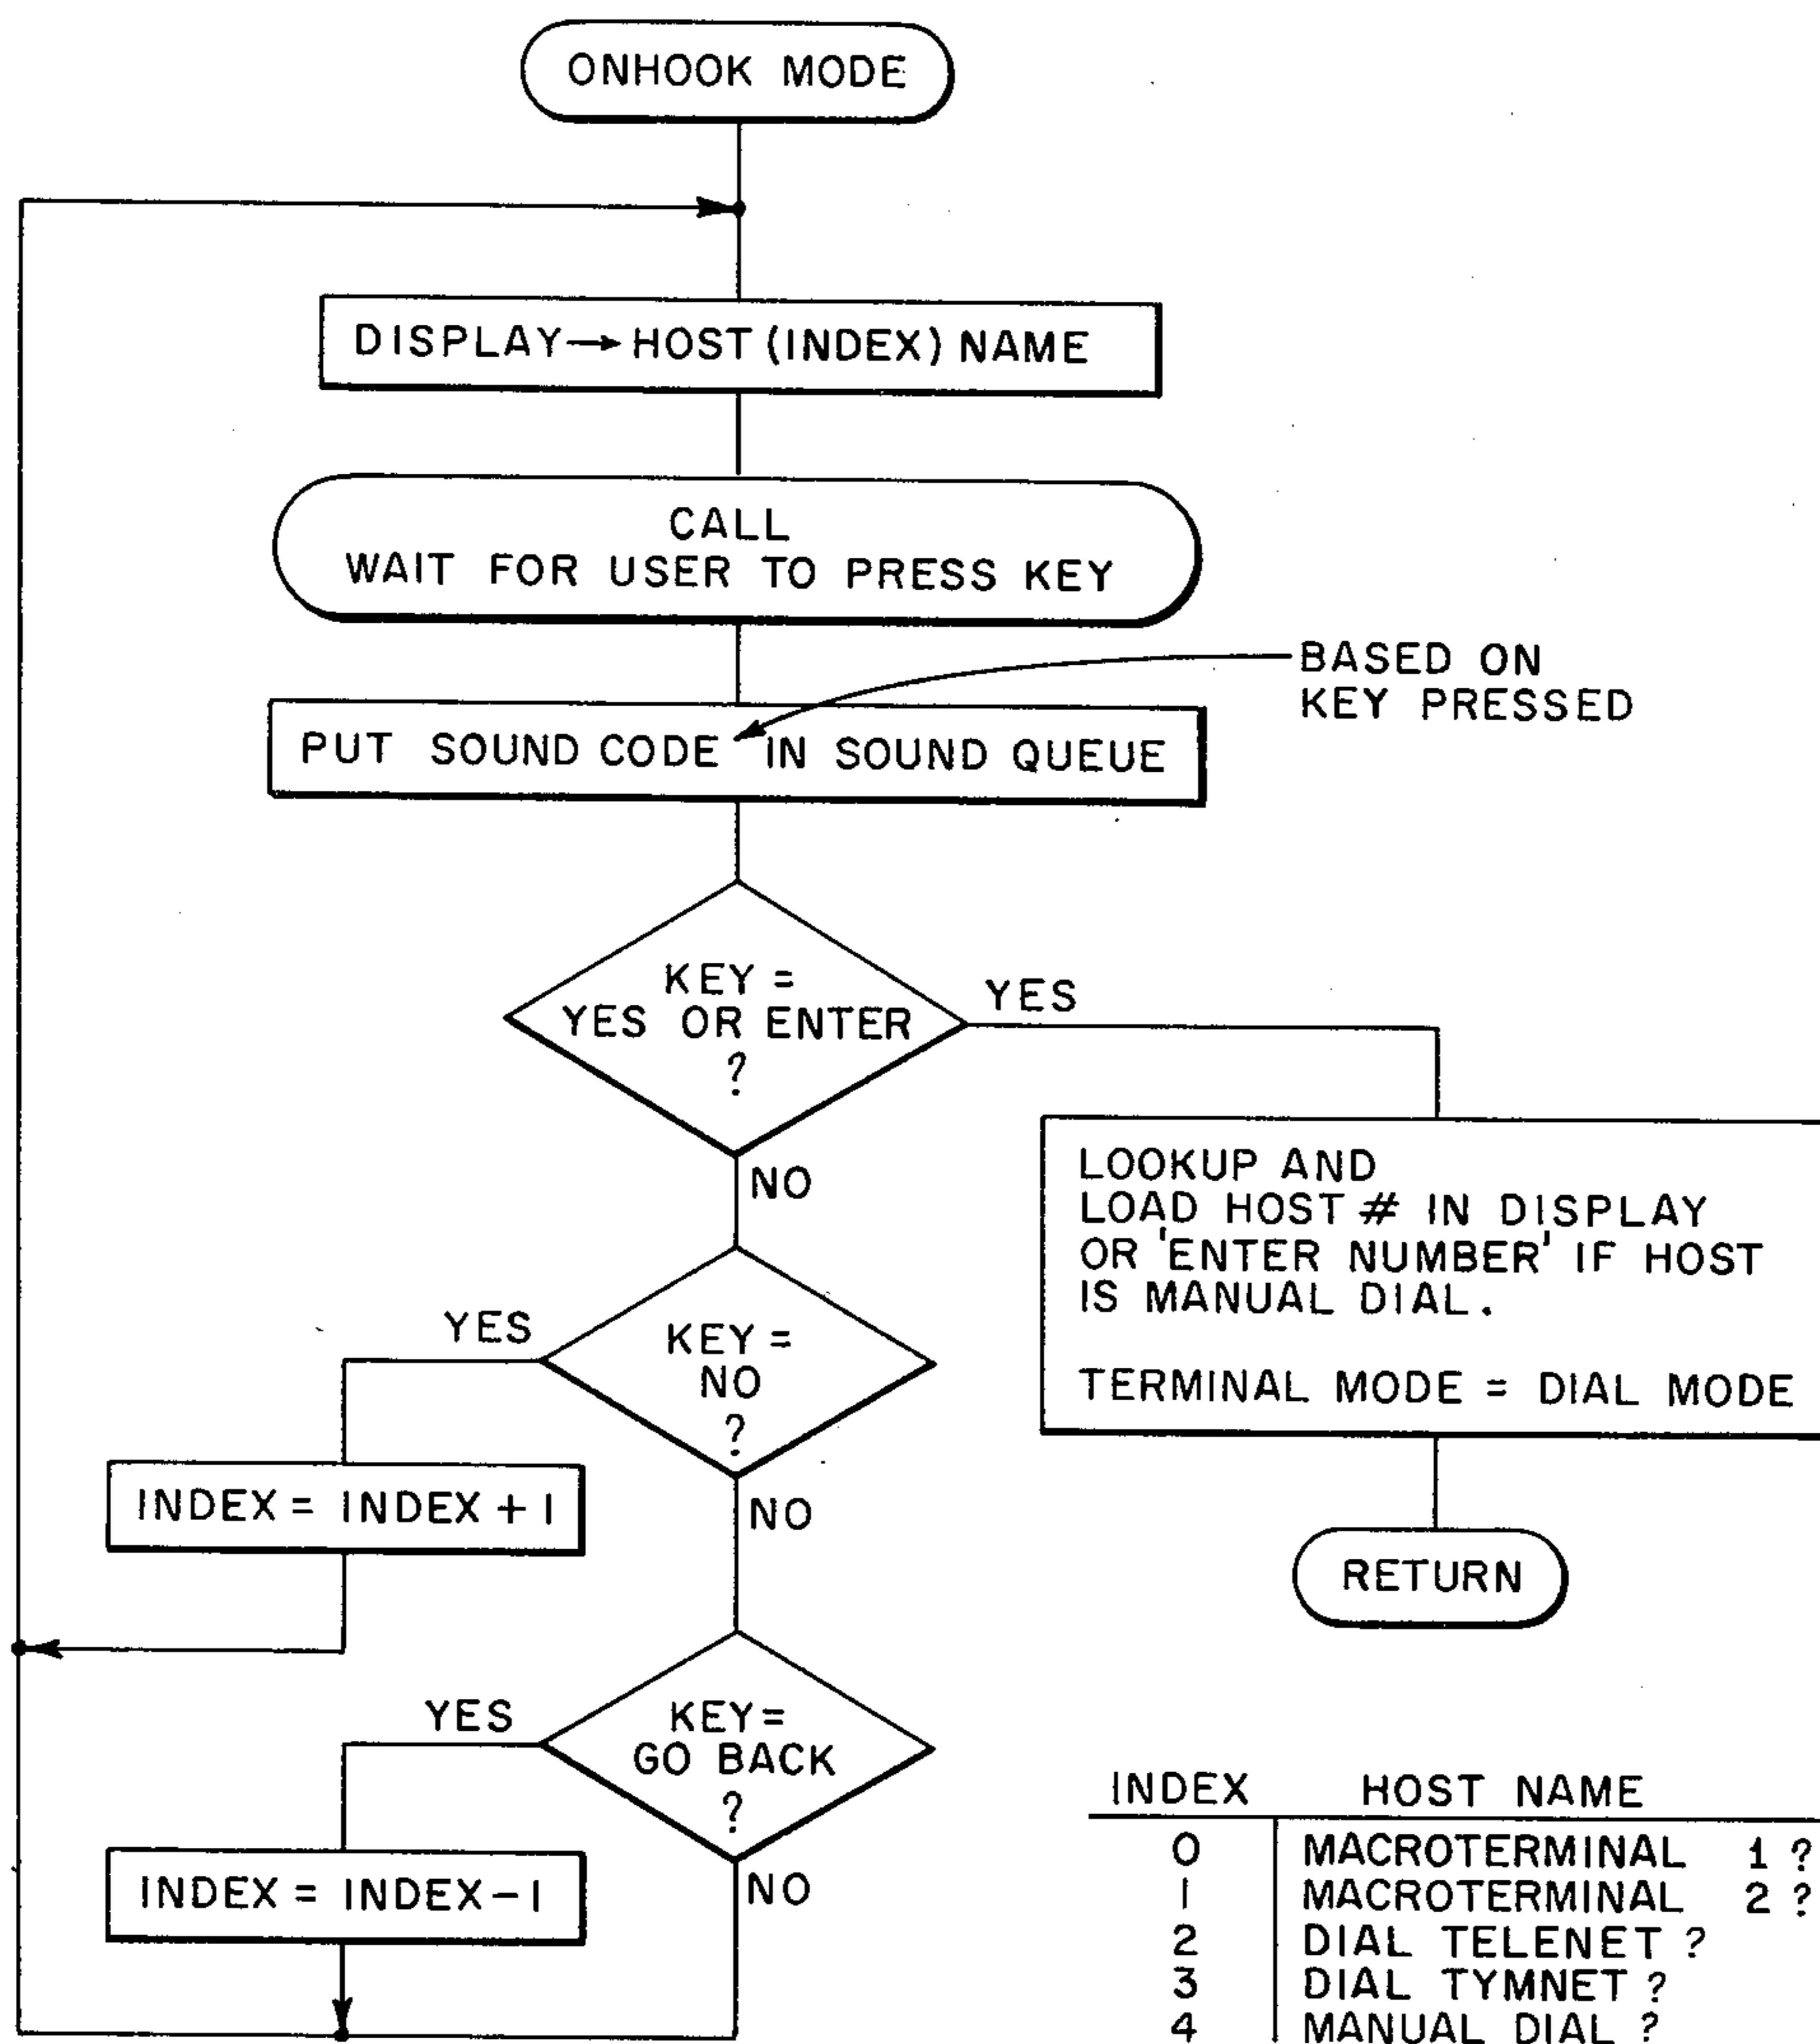 ONHOOK MODE
DISPLAY→HOST (INDEX) NAME
CALL
WAIT FOR USER TO PRESS KEY
BASED ON
KEY PRESSED
PUT SOUND CODE IN SOUND QUEUE
KEY =
YES OR ENTER
?
YES
NO
LOOKUP AND
LOAD HOST # IN DISPLAY
OR 'ENTER NUMBER' IF HOST
IS MANUAL DIAL.
TERMINAL MODE = DIAL MODE
RETURN
KEY =
NO
?
YES
NO
INDEX = INDEX + 1
KEY =
GO BACK
?
YES
NO
INDEX = INDEX - 1
INDEX HOST NAME
0 MACROTERMINAL 1 ?
1 MACROTERMINAL 2 ?
2 DIAL TELENET ?
3 DIAL TYMNET ?
4 MANUAL DIAL ?